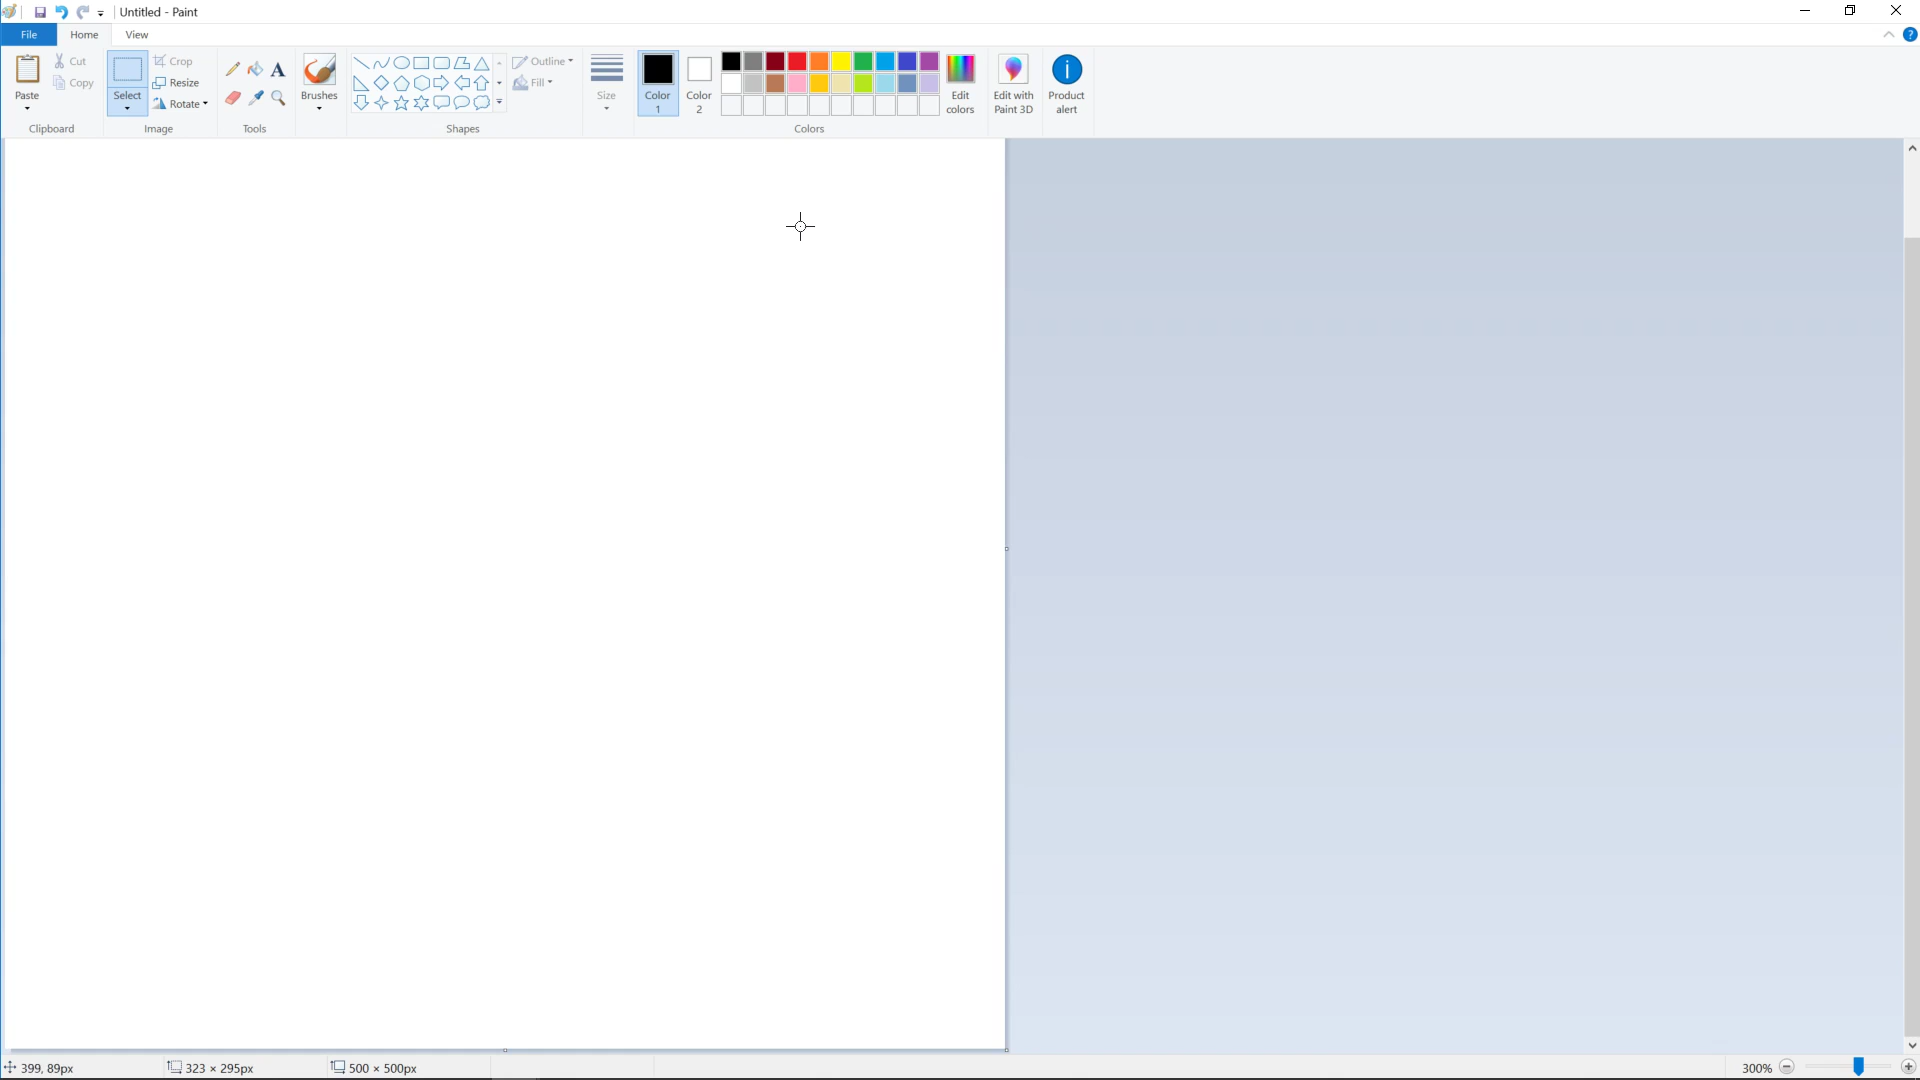 Untitled - Paint
File Home View
Paste Cut Copy
Clipboard
Select Crop Resize Rotate
Image
A
Tools
Brushes
Outline Fill
Shapes
Size
Color 1 Color 2 Edit colors
Colors
Edit with Paint 3D
Product alert
399, 89px 323 × 295px 500 × 500px 300%